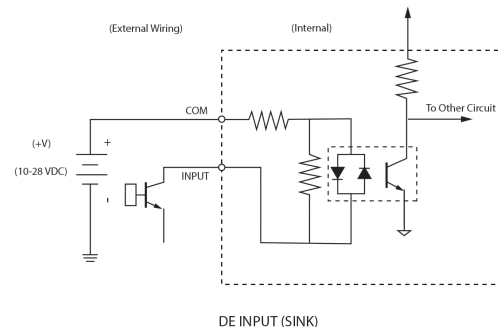 (External Wiring)
(Internal)
COM
To Other Circuit
(+V)
+
(10-28 VDC)
INPUT
DE INPUT (SINK)